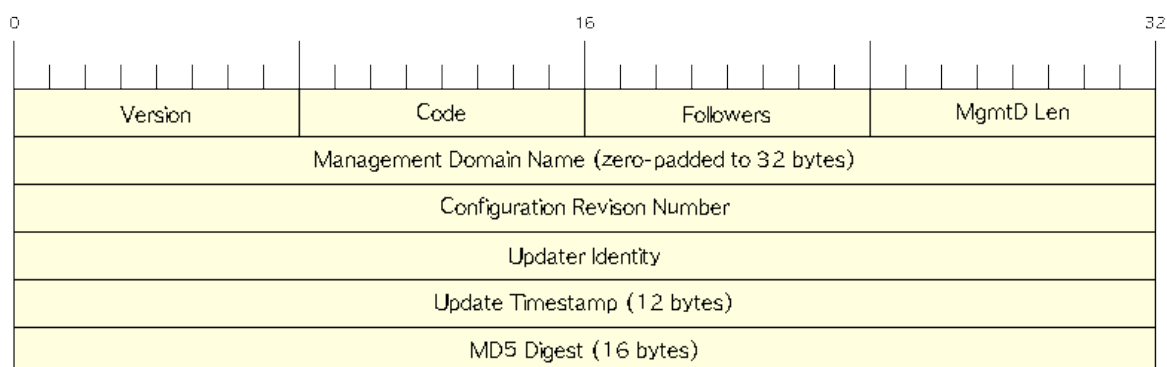 0 16 32
Version Code Followers MgmtD Len
Management Domain Name (zero-padded to 32 bytes)
Configuration Revison Number
Updater Identity
Update Timestamp (12 bytes)
MD5 Digest (16 bytes)